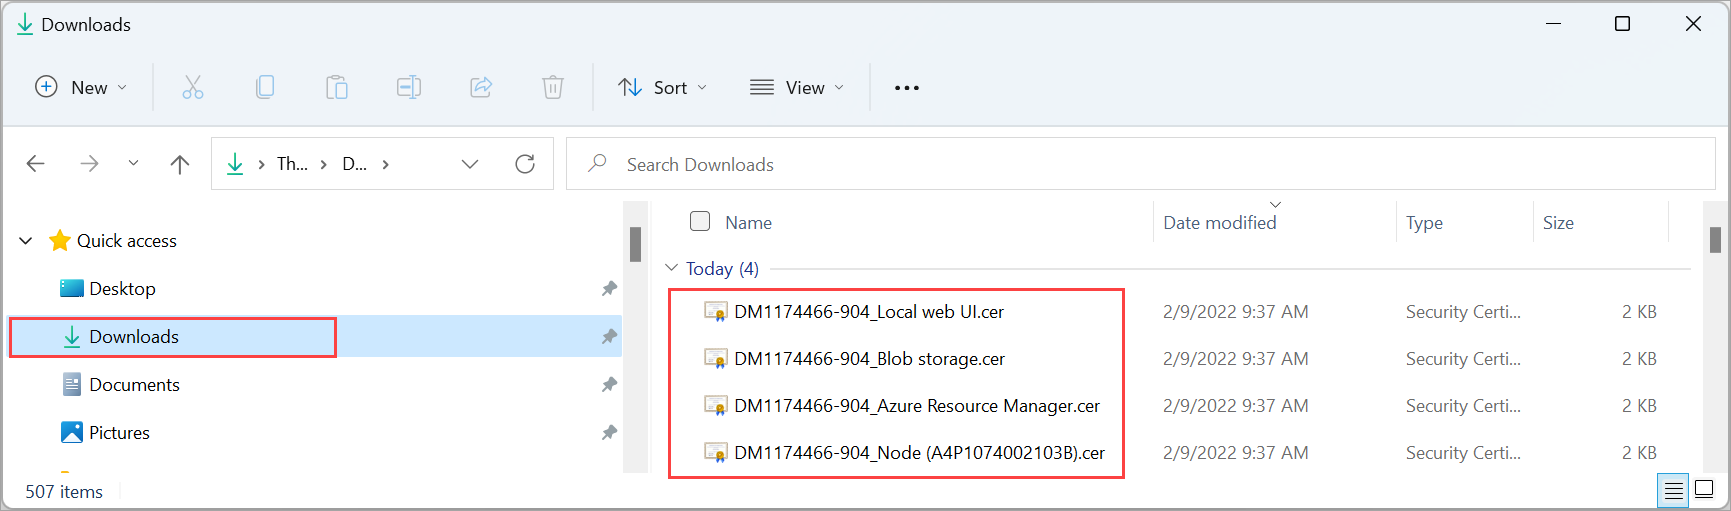 Downloads
New Sort View
Th... D... Search Downloads
Name Date modified Type Size
Quick access
Today (4)
Desktop
DM1174466-904_Local web UI.cer 2/9/2022 9:37 AM Security Certi... 2 KB
Downloads
DM1174466-904_Blob storage.cer 2/9/2022 9:37 AM Security Certi... 2 KB
Documents
DM1174466-904_Azure Resource Manager.cer 2/9/2022 9:37 AM Security Certi... 2 KB
Pictures
DM1174466-904_Node (A4P1074002103B).cer 2/9/2022 9:37 AM Security Certi... 2 KB
507 items